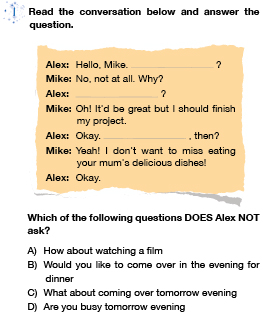 1 Read the conversation below and answer the
question.
Alex: Hello, Mike. ______________________ ?
Mike: No, not at all. Why?
Alex: ____________________ ?
Mike: Oh! It'd be great but I should finish
my project.
Alex: Okay. ____________________ , then?
Mike: Yeah! I don't want to miss eating
your mum's delicious dishes!
Alex: Okay.
Which of the following questions DOES Alex NOT
ask?
A) How about watching a film
B) Would you like to come over in the evening for
dinner
C) What about coming over tomorrow evening
D) Are you busy tomorrow evening